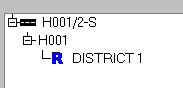 H001/2-S
H001
R DISTRICT 1